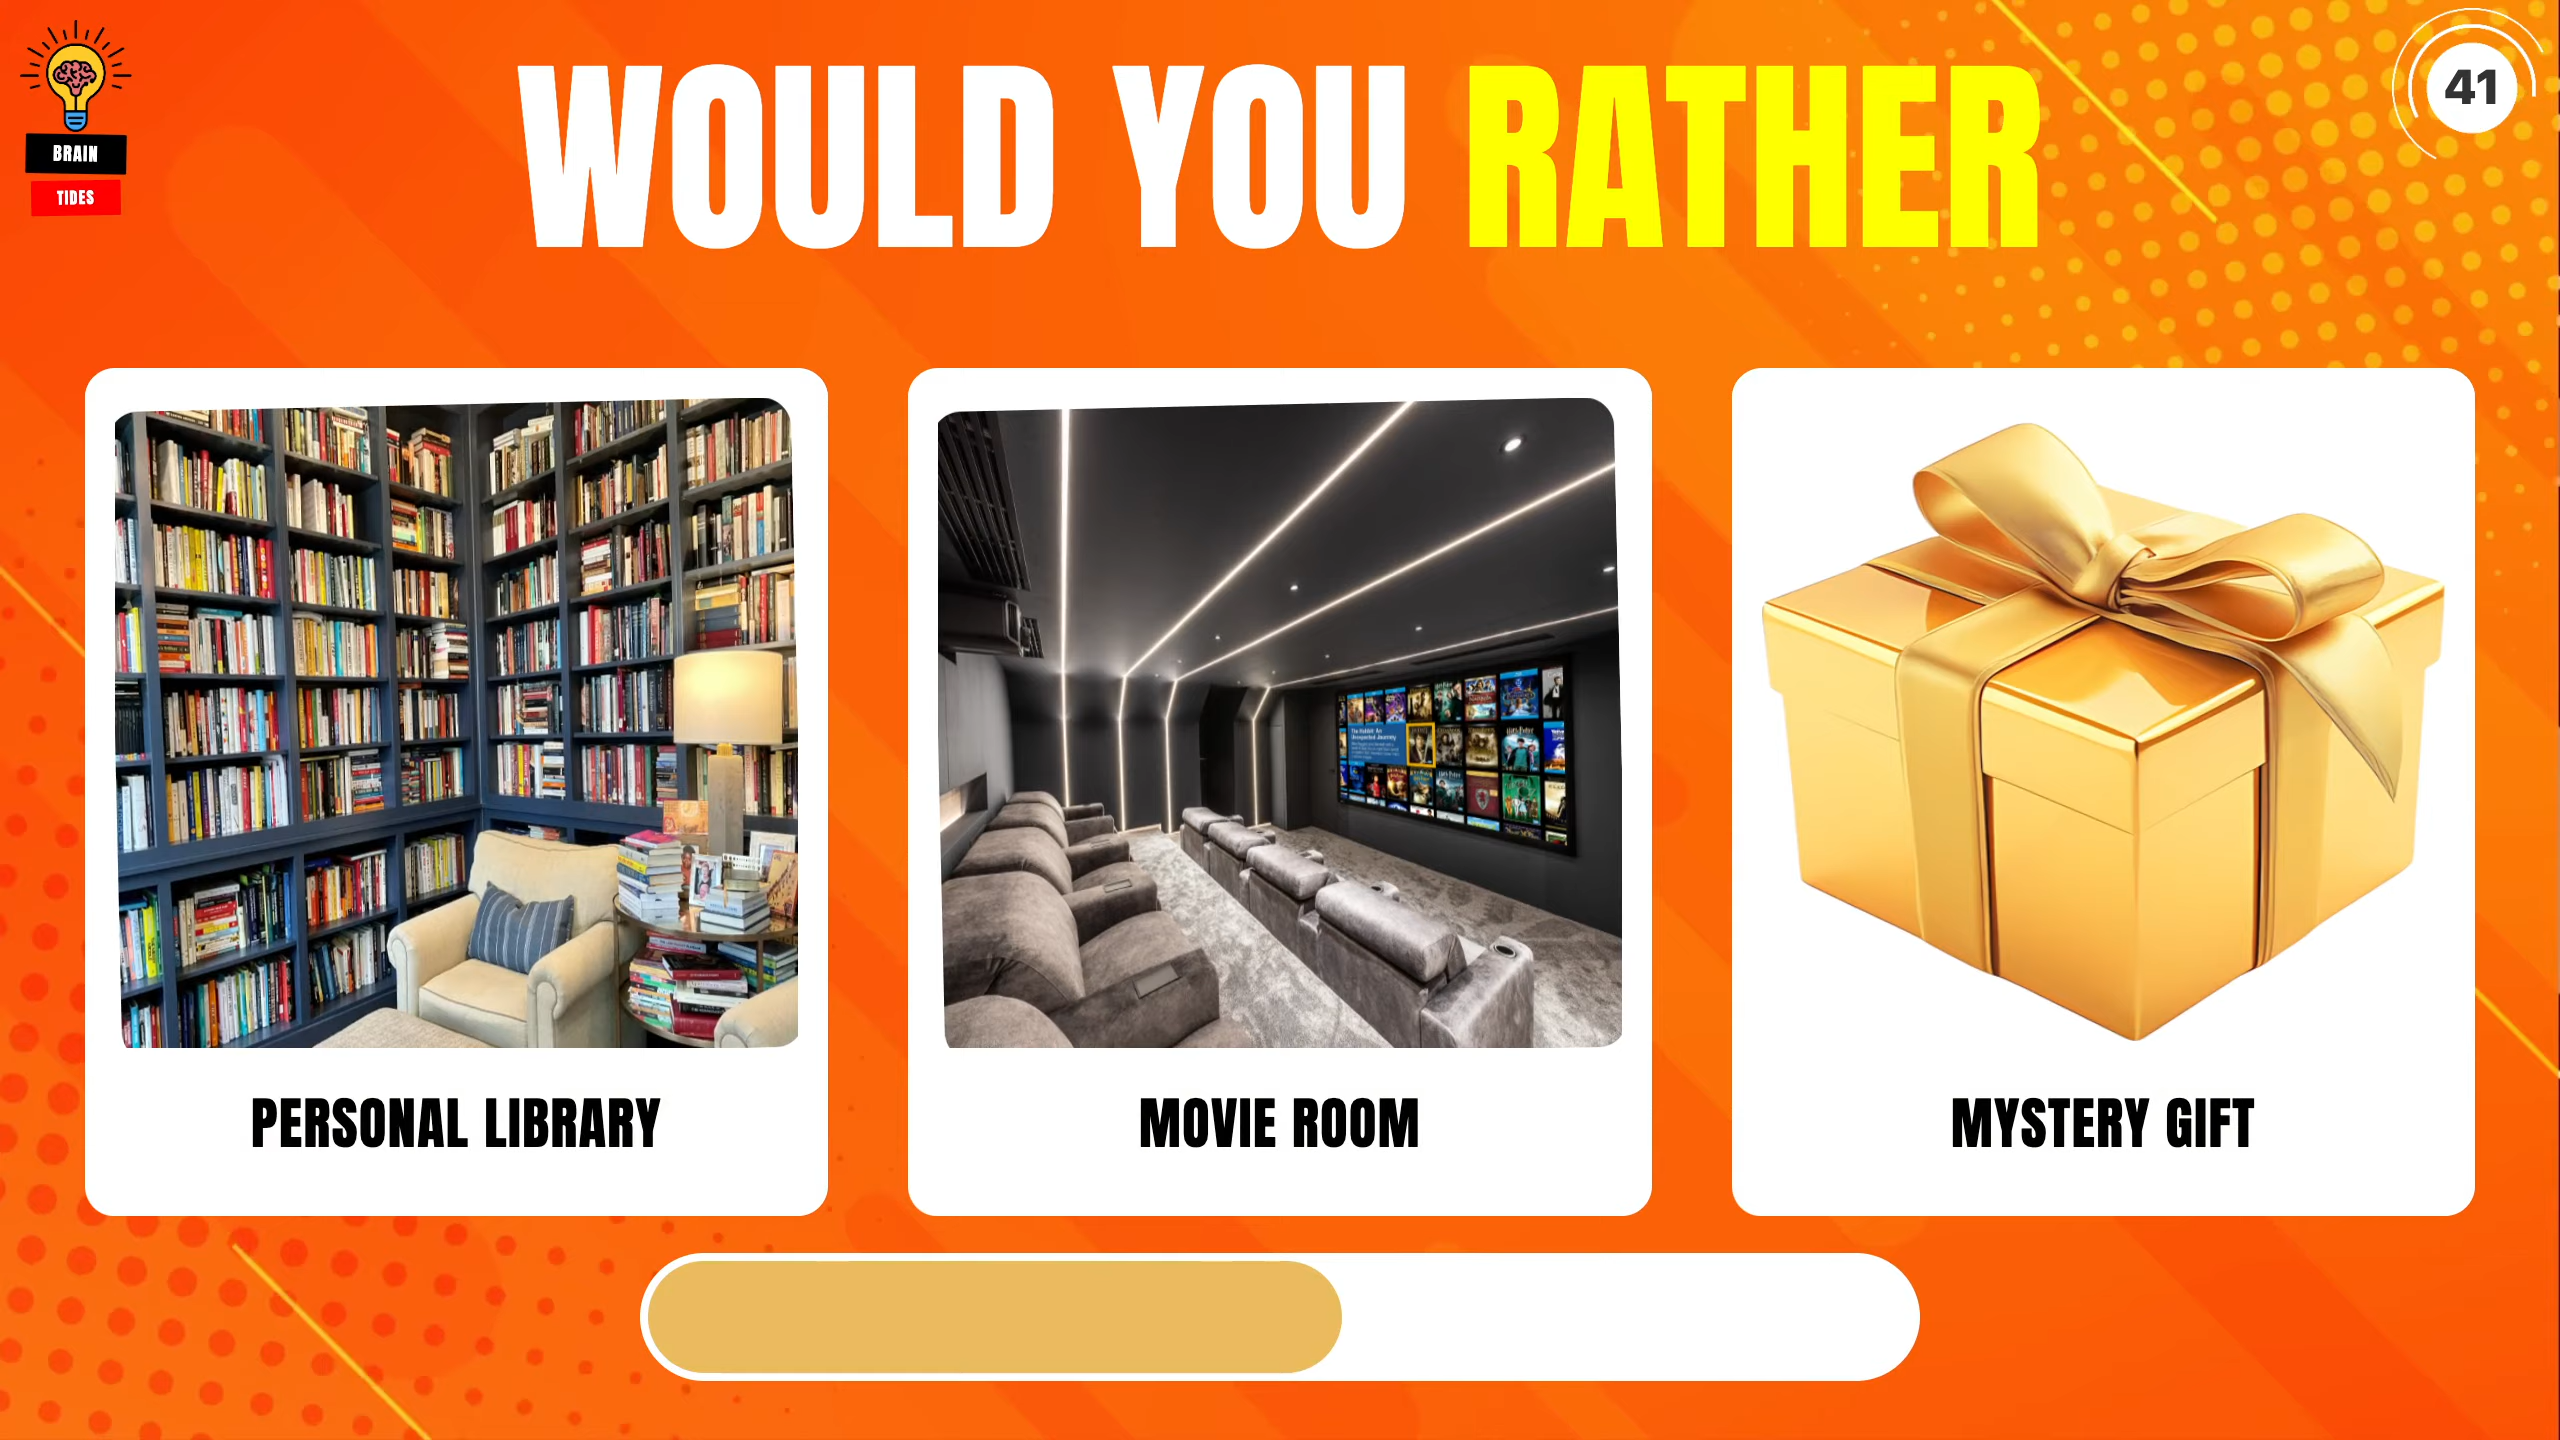 BRAIN
TIDES
WOULD YOU RATHER
41
PERSONAL LIBRARY
MOVIE ROOM
MYSTERY GIFT